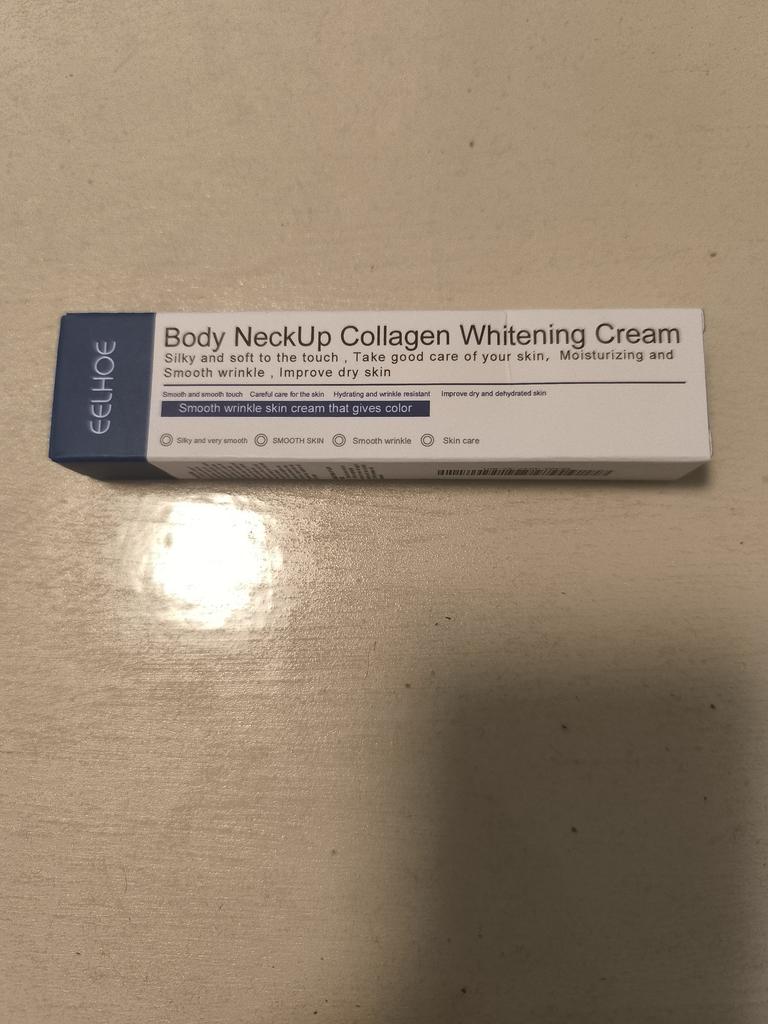 EELHOE
Body NeckUp Collagen Whitening Cream
Silky and soft to the touch , Take good care of your skin, Moisturizing and
Smooth wrinkle , Improve dry skin
Smooth and smooth touch Careful care for the skin Hydrating and wrinkle resistant Improve dry and dehydrated skin
Smooth wrinkle skin cream that gives color
Silky and very smooth SMOOTH SKIN Smooth wrinkle Skin care